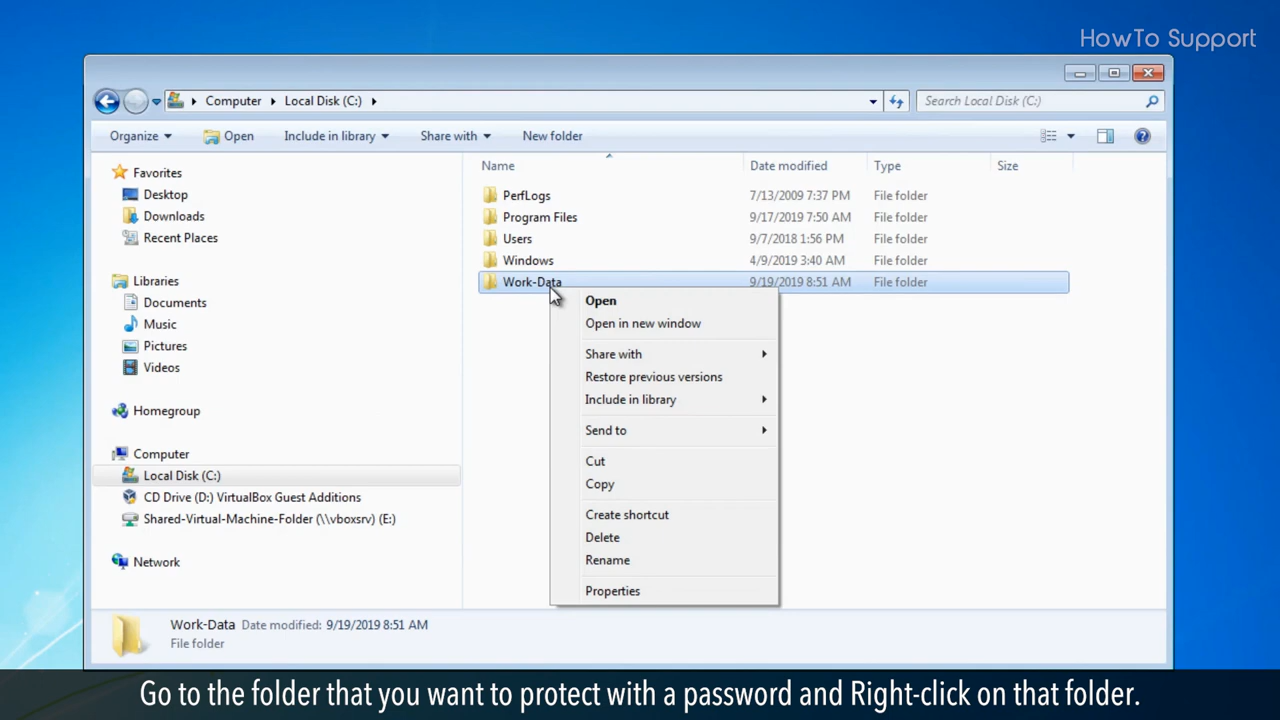 HowTo Support
Computer Local Disk (C:)
Search Local Disk (C:)
Organize Open Include in library Share with New folder
Name Date modified Type Size
Favorites
Desktop
Downloads
Recent Places
Libraries
Documents
Music
Pictures
Videos
Homegroup
Computer
Local Disk (C:)
CD Drive (D:) VirtualBox Guest Additions
Shared-Virtual-Machine-Folder (\\vboxsrv) (E:)
Network
PerfLogs 7/13/2009 7:37 PM File folder
Program Files 9/17/2019 7:50 AM File folder
Users 9/7/2018 1:56 PM File folder
Windows 4/9/2019 3:40 AM File folder
Work-Data 9/19/2019 8:51 AM File folder
Open
Open in new window
Share with
Restore previous versions
Include in library
Send to
Cut
Copy
Create shortcut
Delete
Rename
Properties
Work-Data Date modified: 9/19/2019 8:51 AM
File folder
Go to the folder that you want to protect with a password and Right-click on that folder.